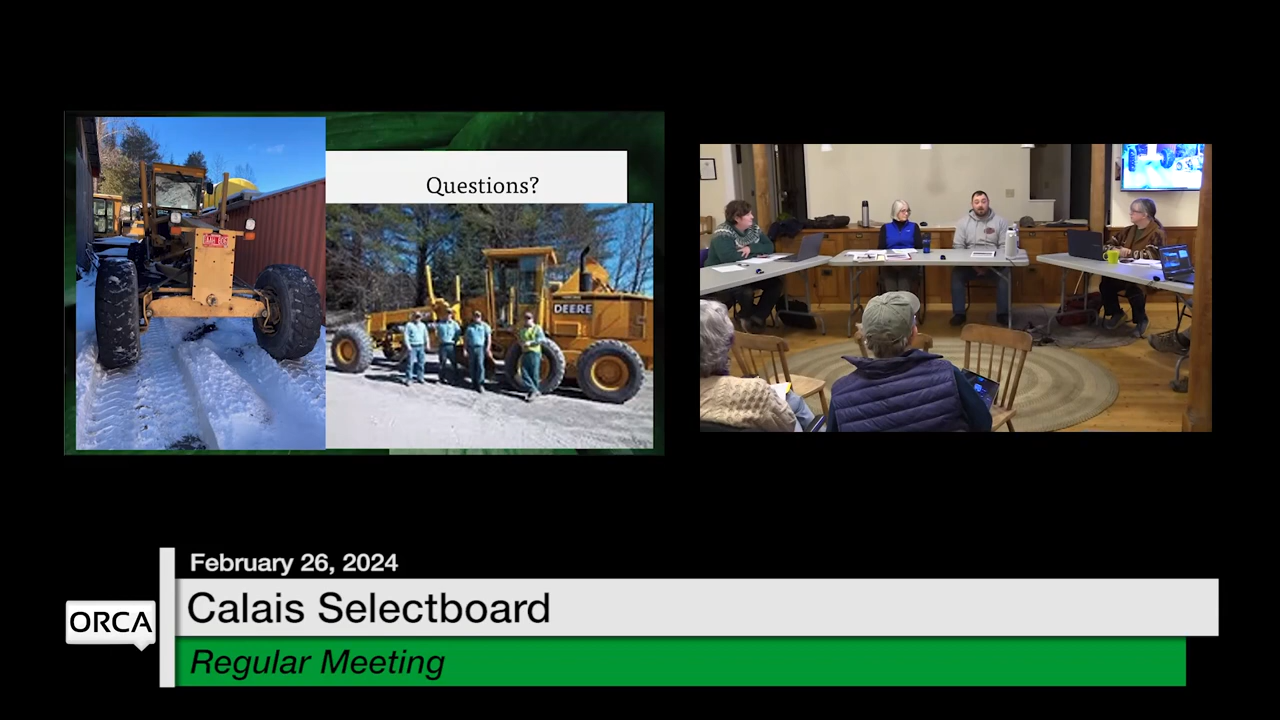 Questions?
DEERE
February 26, 2024
Calais Selectboard
ORCA
Regular Meeting